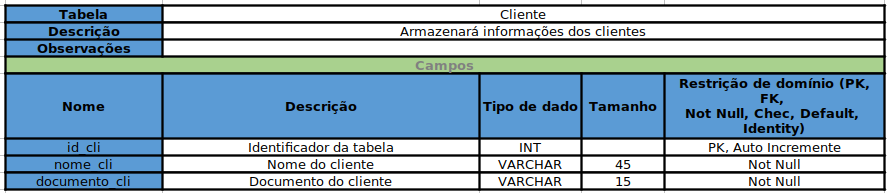 Tabela Cliente
Descrição Armazenará informações dos clientes
Observações
Campos
Nome Descrição Tipo de dado Tamanho Restrição de domínio (PK, FK, Not Null, Chec, Default, Identity)
id_cli Identificador da tabela INT PK, Auto Incremente
nome_cli Nome do cliente VARCHAR 45 Not Null
documento_cli Documento do cliente VARCHAR 15 Not Null